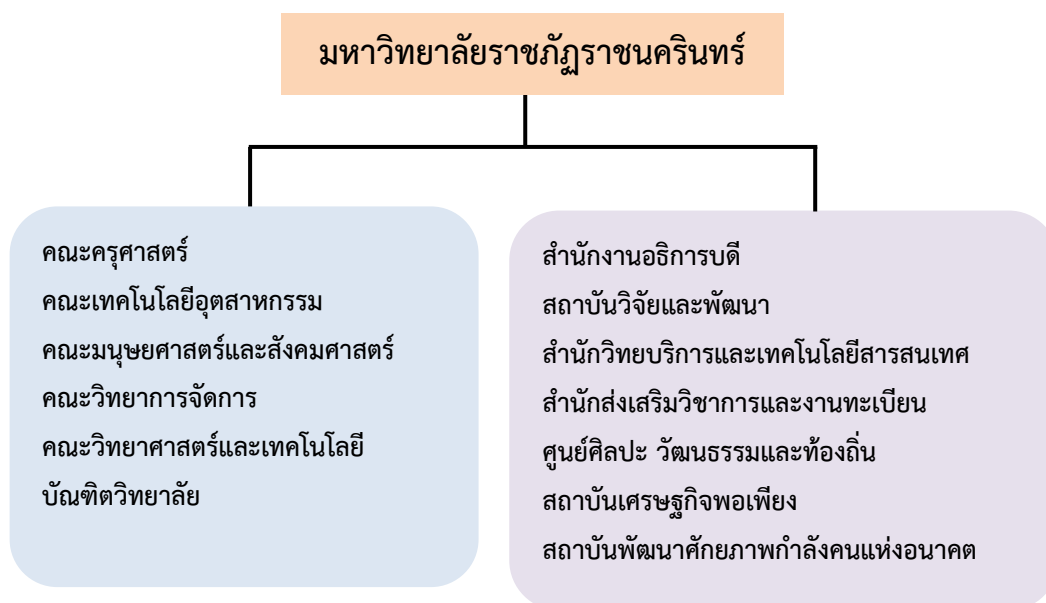 มหาวิทยาลัยราชภัฏราชนครินทร์
คณะครุศาสตร์
คณะเทคโนโลยีอุตสาหกรรม
คณะมนุษยศาสตร์และสังคมศาสตร์
คณะวิทยาการจัดการ
คณะวิทยาศาสตร์และเทคโนโลยี
บัณฑิตวิทยาลัย
สำนักงานอธิการบดี
สถาบันวิจัยและพัฒนา
สำนักวิทยบริการและเทคโนโลยีสารสนเทศ
สำนักส่งเสริมวิชาการและงานทะเบียน
ศูนย์ศิลปะ วัฒนธรรมและท้องถิ่น
สถาบันเศรษฐกิจพอเพียง
สถาบันพัฒนาศักยภาพกำลังคนแห่งอนาคต